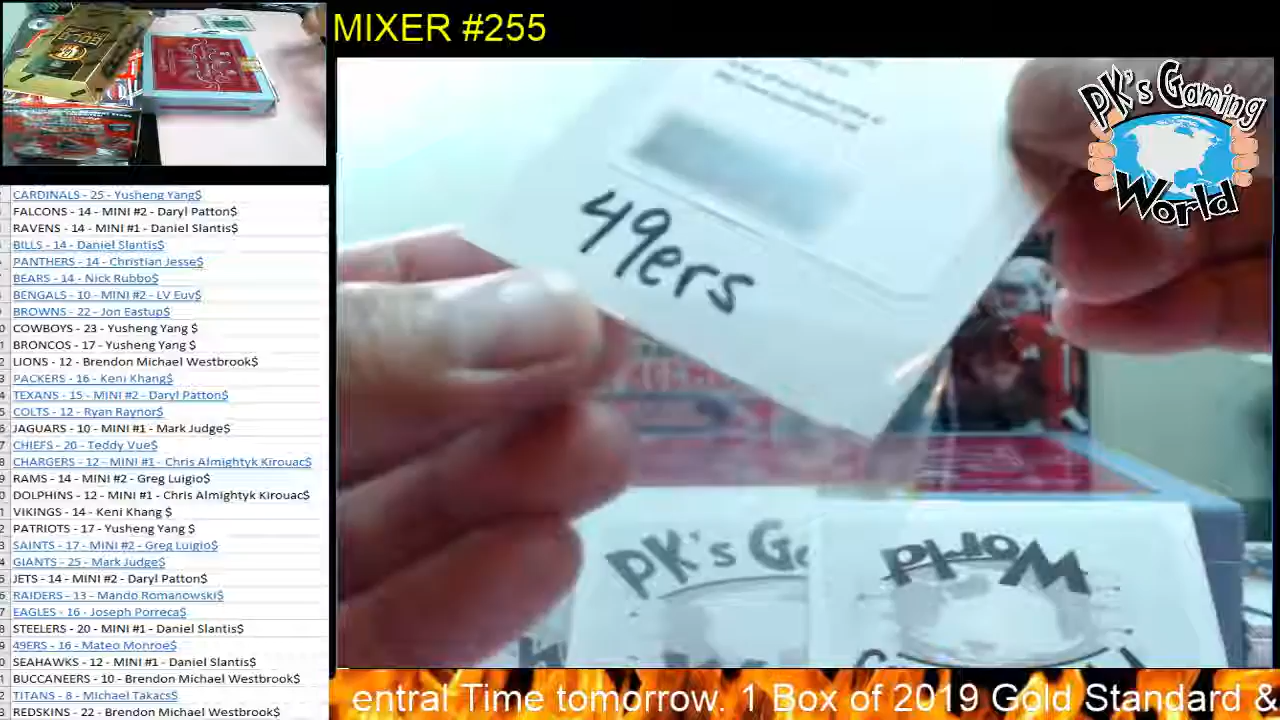 MIXER #255
PK's Gaming
World
49ers
PK's Ga
World
CARDINALS - 25 - Yusheng Yang$
FALCONS - 14 - MINI #2 - Daryl Patton$
RAVENS - 14 - MINI #1 - Daniel Slantis$
BILLS - 14 - Daniel Slantis$
PANTHERS - 14 - Christian Jesse$
BEARS - 14 - Nick Rubbo$
BENGALS - 10 - MINI #2 - LV Euv$
BROWNS - 22 - Jon Eastup$
COWBOYS - 23 - Yusheng Yang $
BRONCOS - 17 - Yusheng Yang $
LIONS - 12 - Brendon Michael Westbrook$
PACKERS - 16 - Keni Khang$
TEXANS - 15 - MINI #2 - Daryl Patton$
COLTS - 12 - Ryan Raynor$
JAGUARS - 10 - MINI #1 - Mark Judge$
CHIEFS - 20 - Teddy Vue$
CHARGERS - 12 - MINI #1 - Chris Almightyk Kirouac$
RAMS - 14 - MINI #2 - Greg Luigio$
DOLPHINS - 12 - MINI #1 - Chris Almightyk Kirouac$
VIKINGS - 14 - Keni Khang $
PATRIOTS - 17 - Yusheng Yang $
SAINTS - 17 - MINI #2 - Greg Luigio$
GIANTS - 25 - Mark Judge$
JETS - 14 - MINI #2 - Daryl Patton$
RAIDERS - 13 - Mando Romanowski$
EAGLES - 16 - Joseph Porreca$
STEELERS - 20 - MINI #1 - Daniel Slantis$
49ERS - 16 - Mateo Monroe$
SEAHAWKS - 12 - MINI #1 - Daniel Slantis$
BUCCANEERS - 10 - Brendon Michael Westbrook$
TITANS - 8 - Michael Takacs$
REDSKINS - 22 - Brendon Michael Westbrook$
entral Time tomorrow. 1 Box of 2019 Gold Standard &